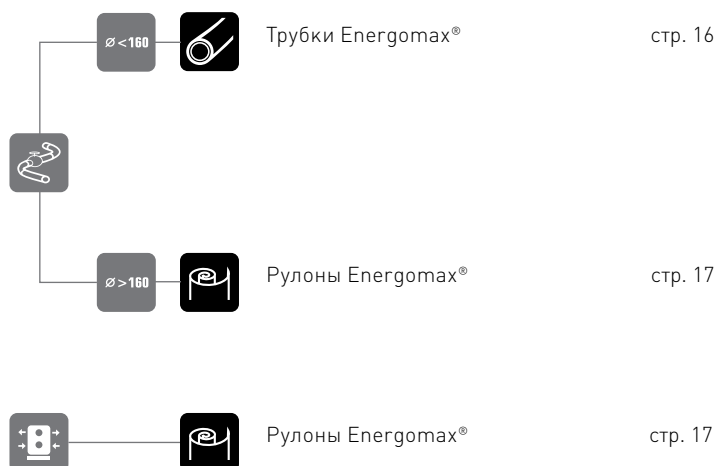 ⌀<160
Трубки Energomax® стр. 16
⌀>160
Рулоны Energomax® стр. 17
Рулоны Energomax® стр. 17